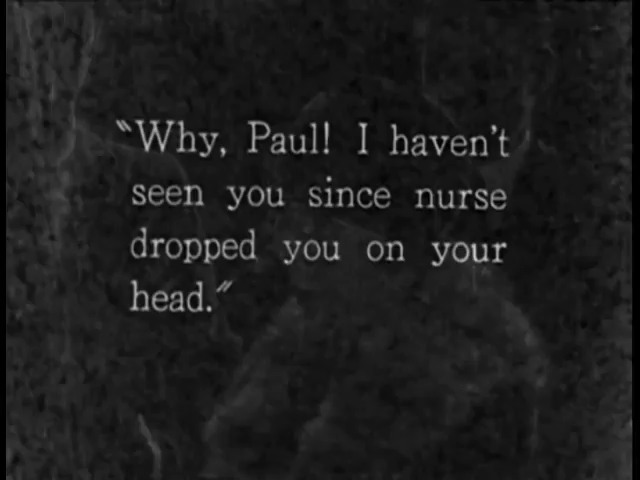 "Why, Paul! I haven't
seen you since nurse
dropped you on your
head."